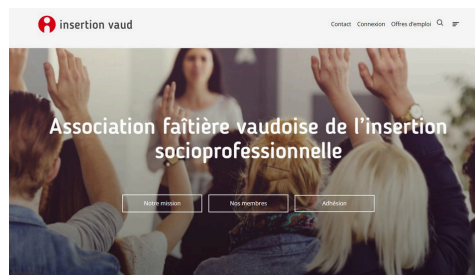 insertion vaud
Contact Connexion Offres d'emploi
Association faîtière vaudoise de l'insertion
socioprofessionnelle
Notre mission Nos membres Adhésion